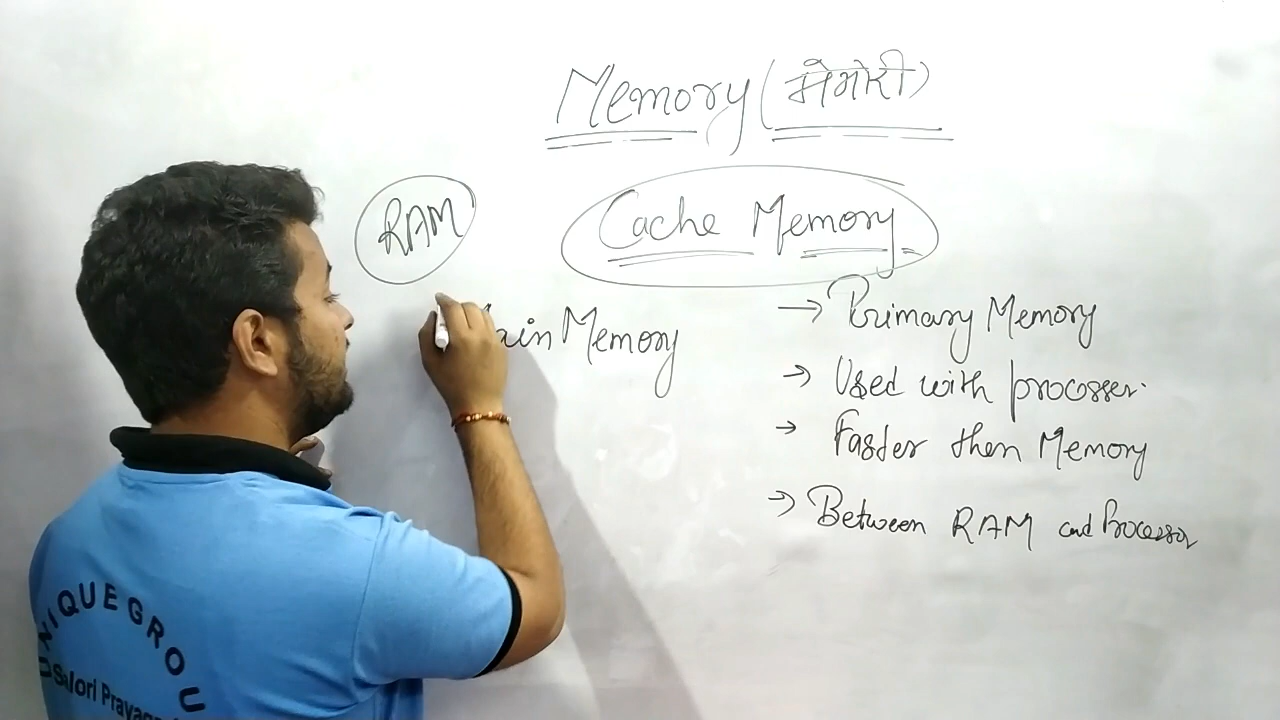 Memory (मेमोरी)
RAM
Cache Memory
Main Memory
→ Primary Memory
→ Used with processer.
→ Faster then Memory
→ Between RAM and Processor
UNIQUE GROU
Salori